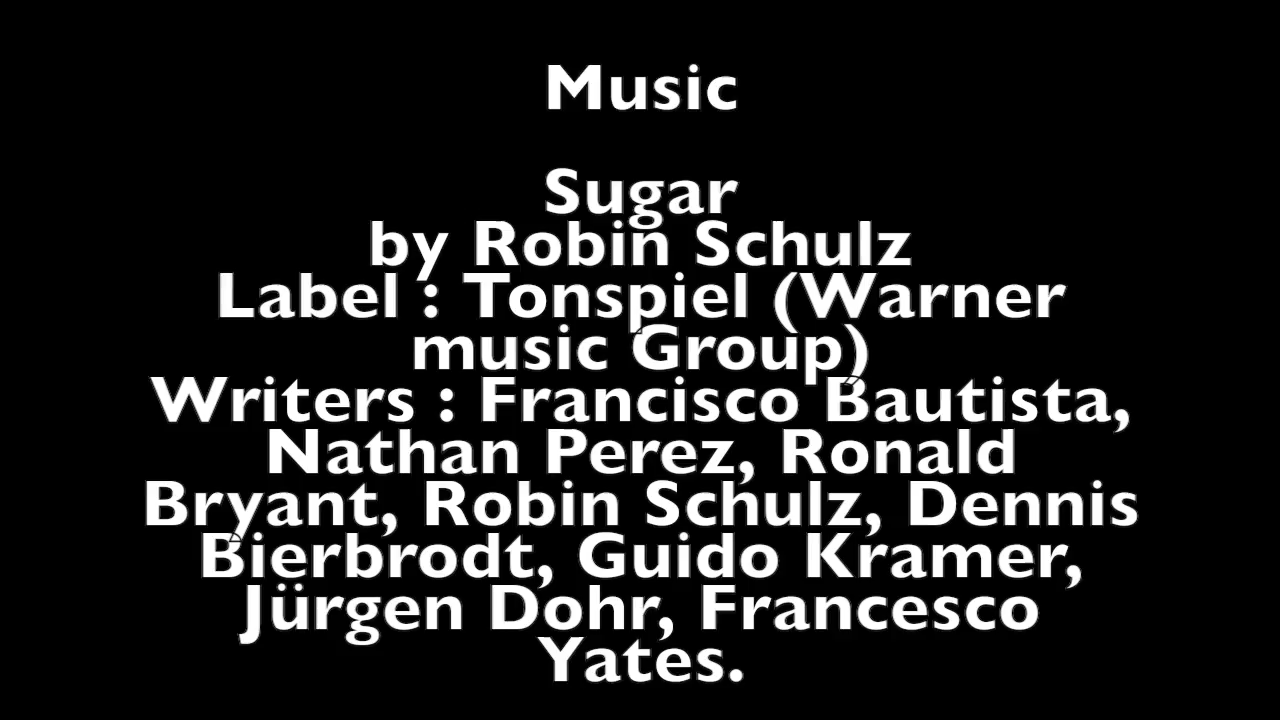 Music
Sugar
by Robin Schulz
Label : Tonspiel (Warner
music Group)
Writers : Francisco Bautista,
Nathan Perez, Ronald
Bryant, Robin Schulz, Dennis
Bierbrodt, Guido Kramer,
Jürgen Dohr, Francesco
Yates.